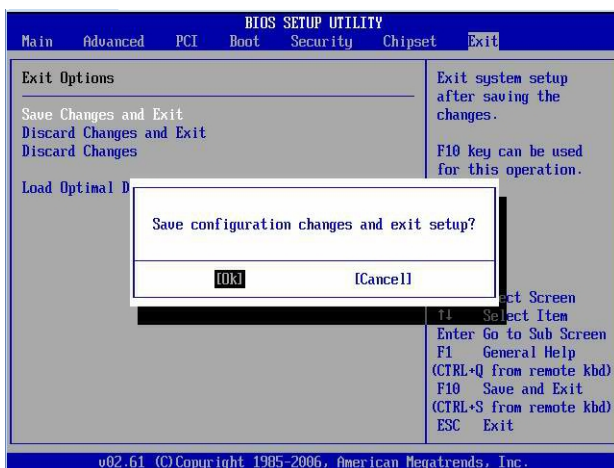 BIOS SETUP UTILITY
Main Advanced PCI Boot Security Chipset Exit
Exit Options
Save Changes and Exit
Discard Changes and Exit
Discard Changes
Load Optimal D
Exit system setup
after saving the
changes.
F10 key can be used
for this operation.
Save configuration changes and exit setup?
[Ok] [Cancel]
ect Screen
↑↓ Select Item
Enter Go to Sub Screen
F1 General Help
(CTRL+Q from remote kbd)
F10 Save and Exit
(CTRL+S from remote kbd)
ESC Exit
v02.61 (C)Copyright 1985-2006, American Megatrends, Inc.